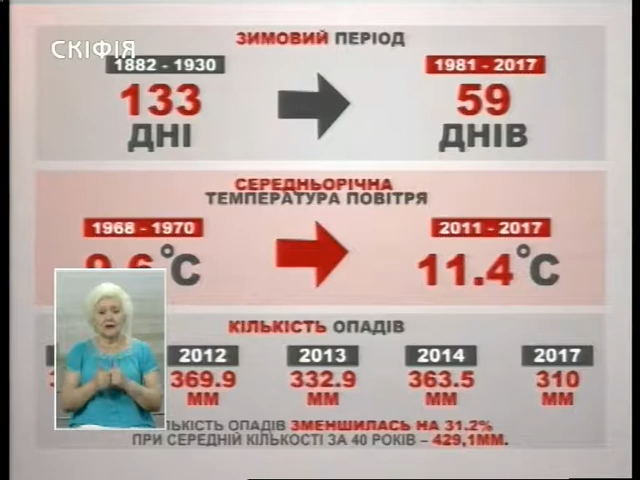 СКІФІЯ
ЗИМОВИЙ ПЕРІОД
1882 - 1930
1981 - 2017
133
59
ДНІ
ДНІВ
СЕРЕДНЬОРІЧНА
ТЕМПЕРАТУРА ПОВІТРЯ
1968 - 1970
2011 - 2017
°С
11.4°С
КІЛЬКІСТЬ ОПАДІВ
2012 2013 2014 2017
369.9 332.9 363.5 310
ММ ММ ММ ММ
ЗМЕНШИЛАСЬ НА 31.2%
ПРИ СЕРЕДНІЙ КІЛЬКОСТІ ЗА 40 РОКІВ – 429,1ММ.